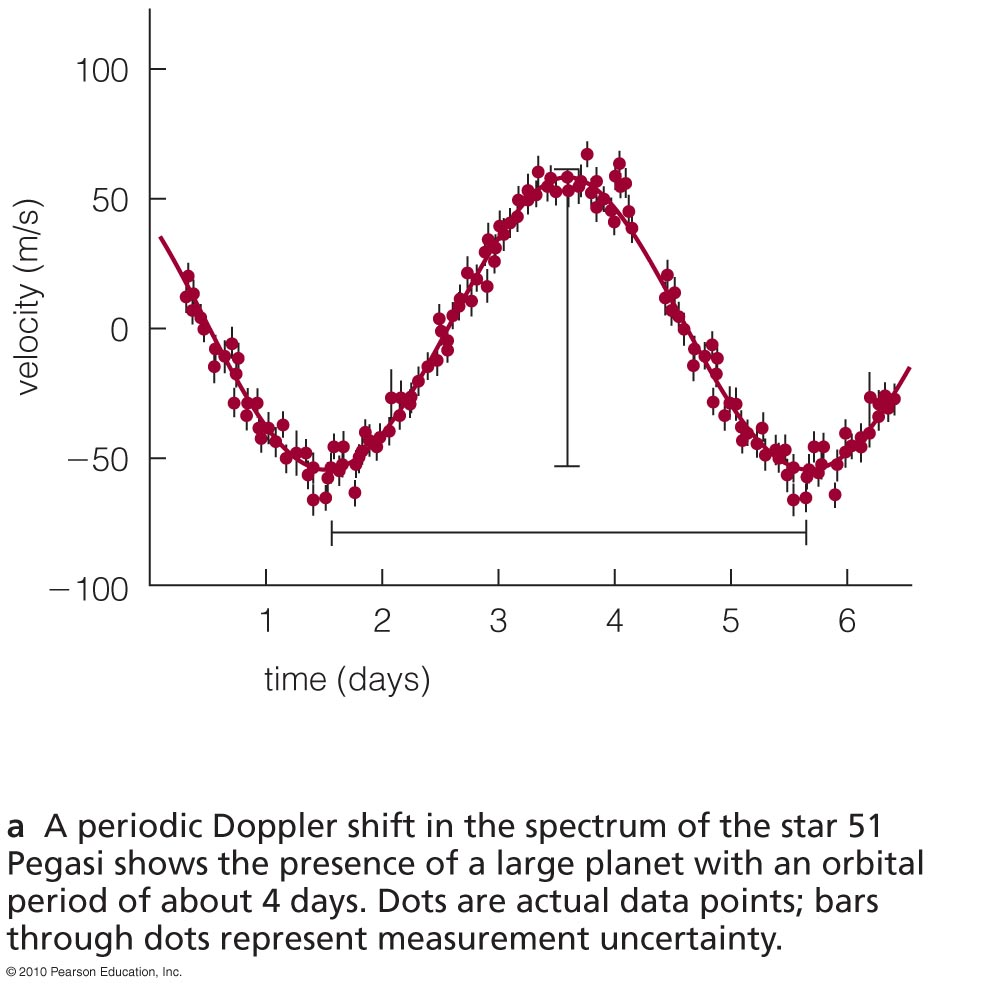 100
50
0
−50
−100
velocity (m/s)
1 2 3 4 5 6
time (days)
a A periodic Doppler shift in the spectrum of the star 51
Pegasi shows the presence of a large planet with an orbital
period of about 4 days. Dots are actual data points; bars
through dots represent measurement uncertainty.
© 2010 Pearson Education, Inc.